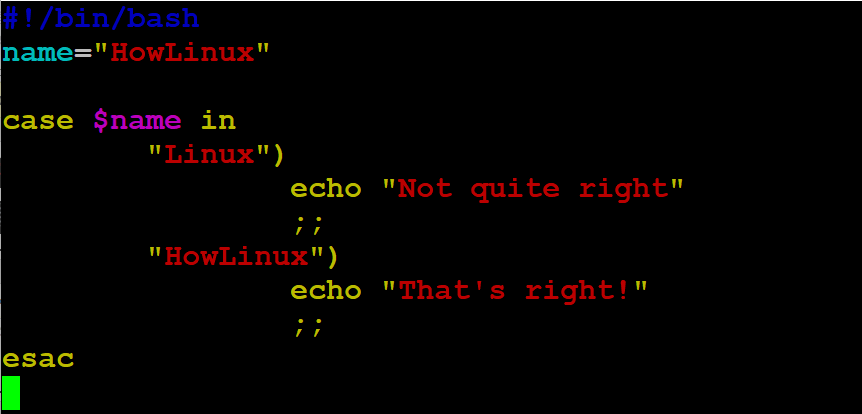 #!/bin/bash
name="HowLinux"

case $name in
        "Linux")
                echo "Not quite right"
                ;;
        "HowLinux")
                echo "That's right!"
                ;;
esac